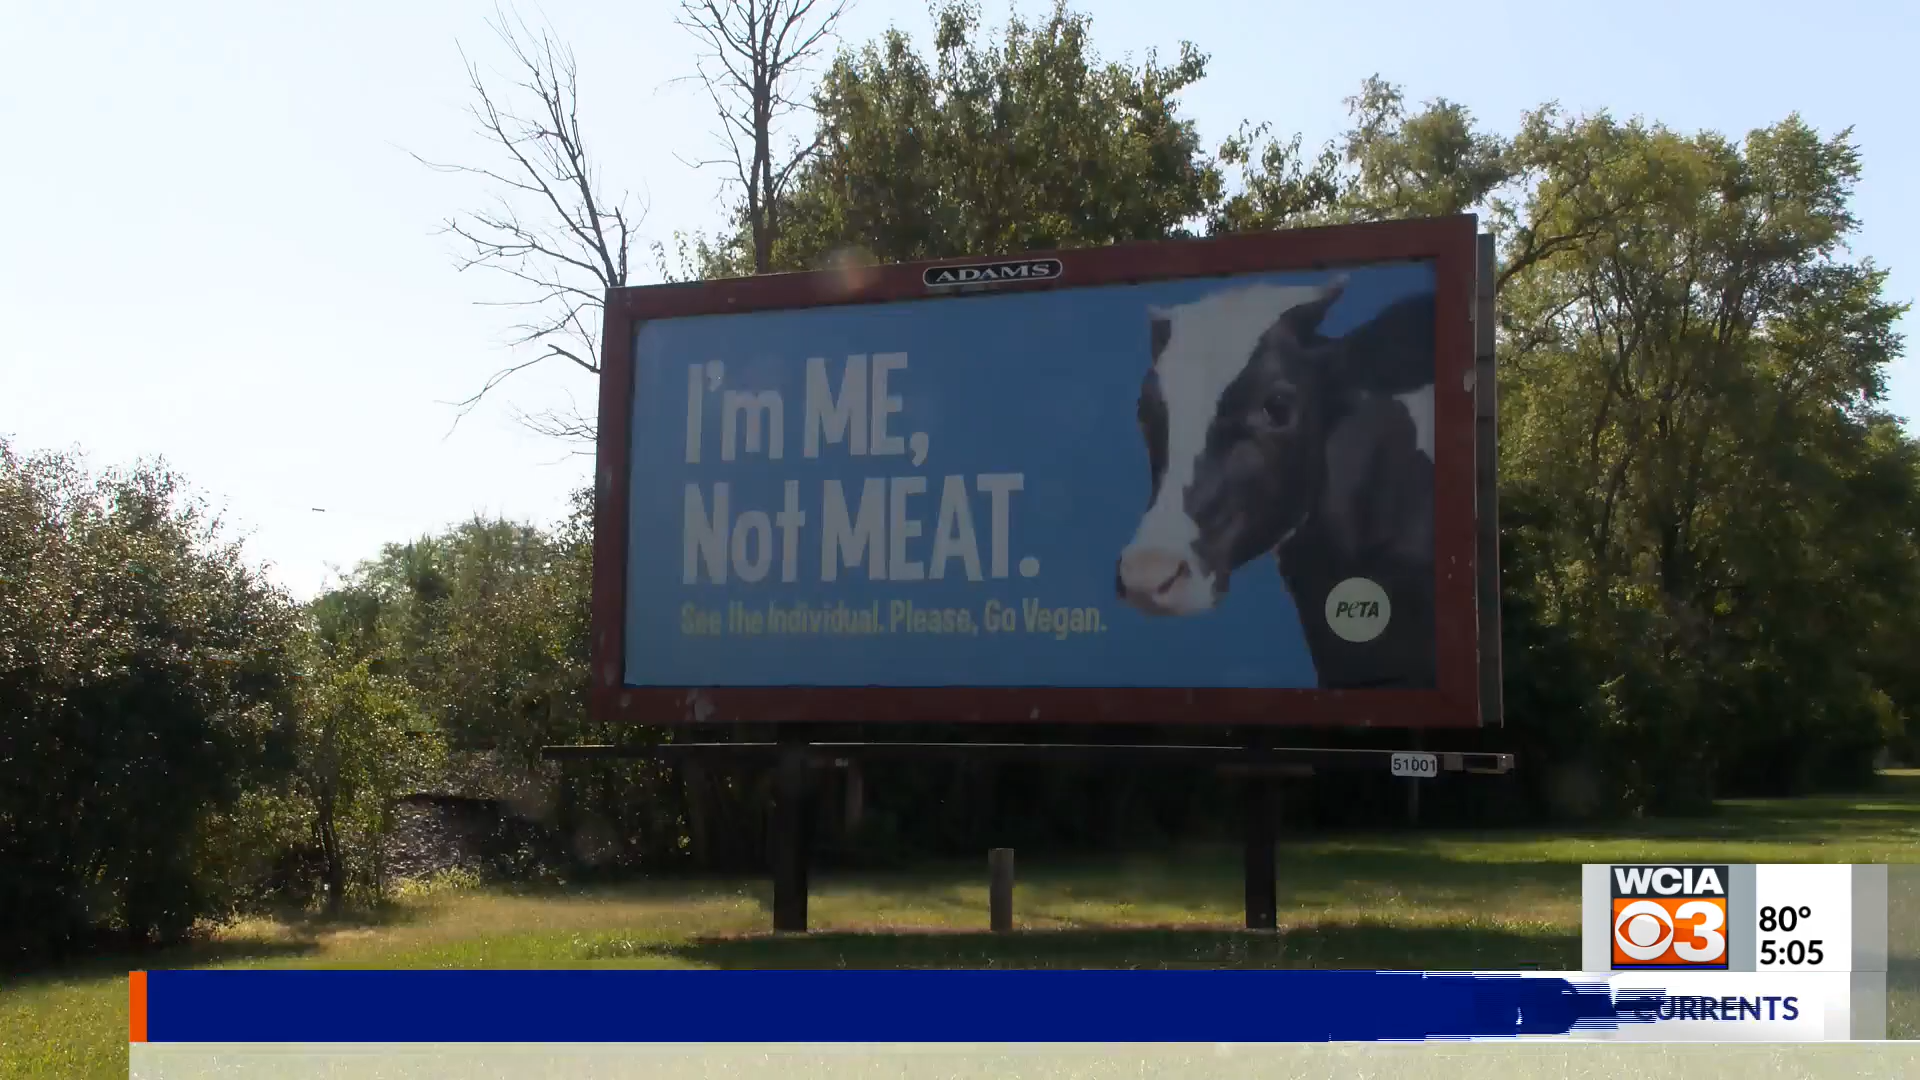 ADAMS
I'm ME,
Not MEAT.
See the Individual. Please, Go Vegan.
PeTA
51001
WCIA
3
80°
5:05
CURRENTS